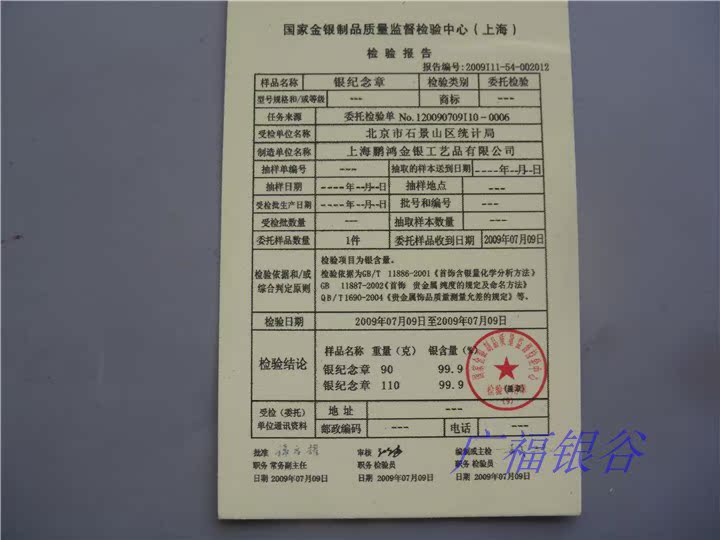 国家金银制品质量监督检验中心（上海）
检验报告
报告编号:2009I11-54-002012
样品名称 银纪念章 检验类别 委托检验
型号规格和/或等级 --- 商标 ---
任务来源 委托检验单 No.120090709I10-0006
受检单位名称 北京市石景山区统计局
制造单位名称 上海鹏鸿金银工艺品有限公司
抽样单编号 --- 抽取的样本送到日期 ----年--月--日
抽样日期 ----年--月--日 抽样地点 ---
受检批生产日期 ----年--月--日 批号和编号 ---
受检批数量 --- 抽取样本数量 ---
委托样品数量 1件 委托样品收到日期 2009年07月09日
检验依据和/或综合判定原则
检验项目为银含量。
检验依据为GB/T 11886-2001《首饰含银量化学分析方法》
GB 11887-2002《首饰 贵金属纯度的规定及命名方法》
QB/T1690-2004《贵金属饰品质量测量允差的规定》等。
检验日期 2009年07月09日至2009年07月09日
检验结论
样品名称 重量（克） 银含量（%）
银纪念章 90 99.9
银纪念章 110 99.9
国家金银制品质量监督检验中心
(盖章)
受检（委托）单位通讯资料
地址 ---
邮政编码 --- 电话 ---
批准 审核 编制或主检
职务 常务副主任 职务 检验员 职务 检验员
日期 2009年07月09日 日期 2009年07月09日 日期 2009年07月09日
广福银谷